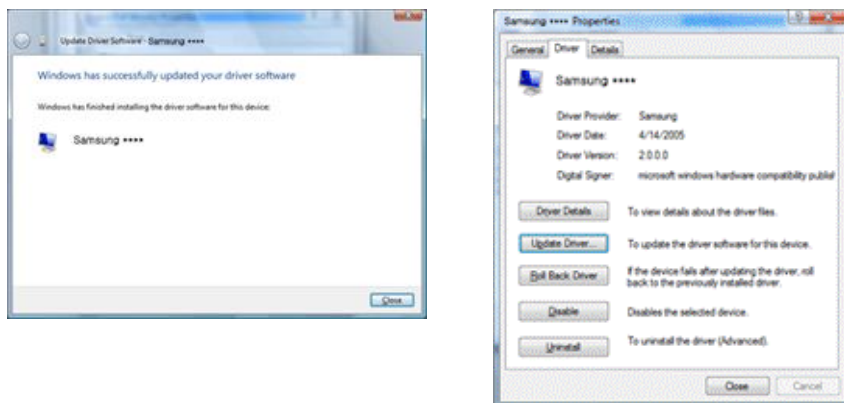 Update Driver Software - Samsung ****
Windows has successfully updated your driver software
Windows has finished installing the driver software for this device:
Samsung ****
Close
Samsung **** Properties
General Driver Details
Samsung ****
Driver Provider: Samsung
Driver Date: 4/14/2005
Driver Version: 2.0.0.0
Digital Signer: microsoft windows hardware compatibility publis
Driver Details To view details about the driver files.
Update Driver... To update the driver software for this device.
Roll Back Driver If the device fails after updating the driver, roll
back to the previously installed driver.
Disable Disables the selected device.
Uninstall To uninstall the driver (Advanced).
Close Cancel